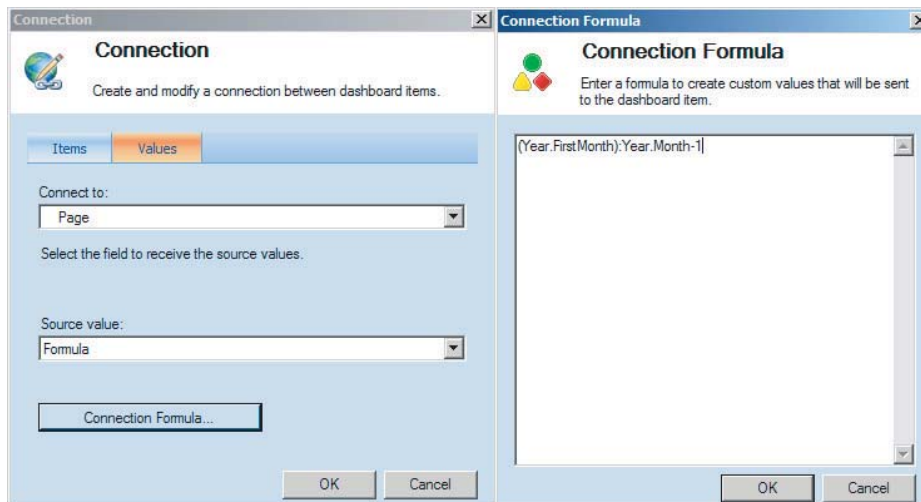 Connection
Connection
Create and modify a connection between dashboard items.
Items
Values
Connect to:
Page
Select the field to receive the source values.
Source value:
Formula
Connection Formula...
OK
Cancel
Connection Formula
Connection Formula
Enter a formula to create custom values that will be sent
to the dashboard item.
(Year.FirstMonth):Year.Month-1
OK
Cancel